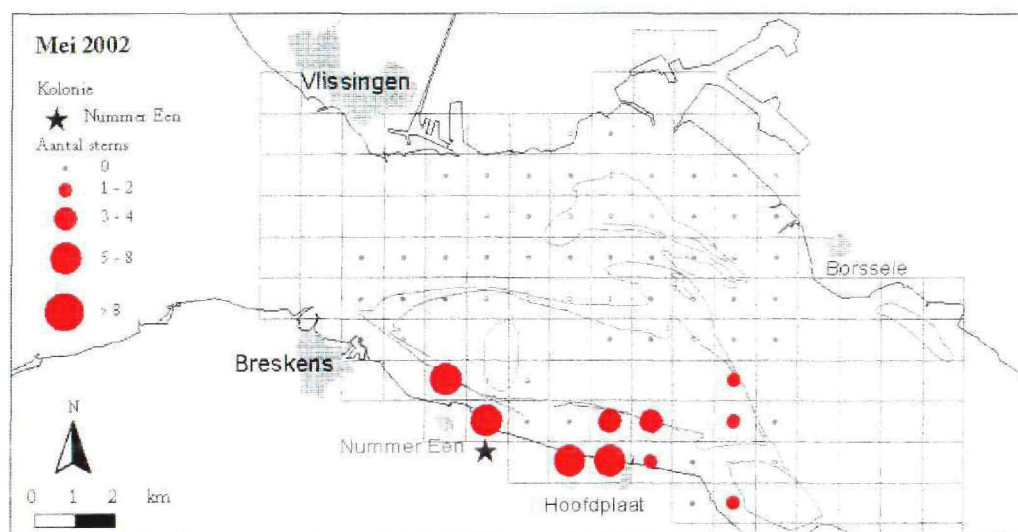 Mei 2002
Kolonie
Nummer Een
Aantal sterns
0
1 - 2
3 - 4
5 - 8
> 8
N
0 1 2 km
Vlissingen
Borssele
Breskens
Nummer Een
Hoofdplaat